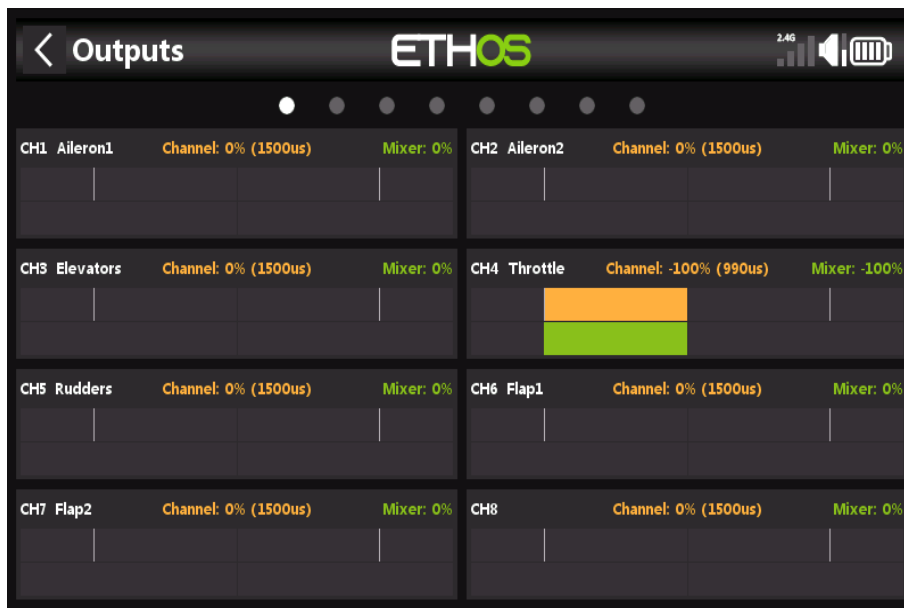 Outputs
ETHOS
2.4G
CH1 Aileron1 Channel: 0% (1500us) Mixer: 0%
CH2 Aileron2 Channel: 0% (1500us) Mixer: 0%
CH3 Elevators Channel: 0% (1500us) Mixer: 0%
CH4 Throttle Channel: -100% (990us) Mixer: -100%
CH5 Rudders Channel: 0% (1500us) Mixer: 0%
CH6 Flap1 Channel: 0% (1500us) Mixer: 0%
CH7 Flap2 Channel: 0% (1500us) Mixer: 0%
CH8 Channel: 0% (1500us) Mixer: 0%